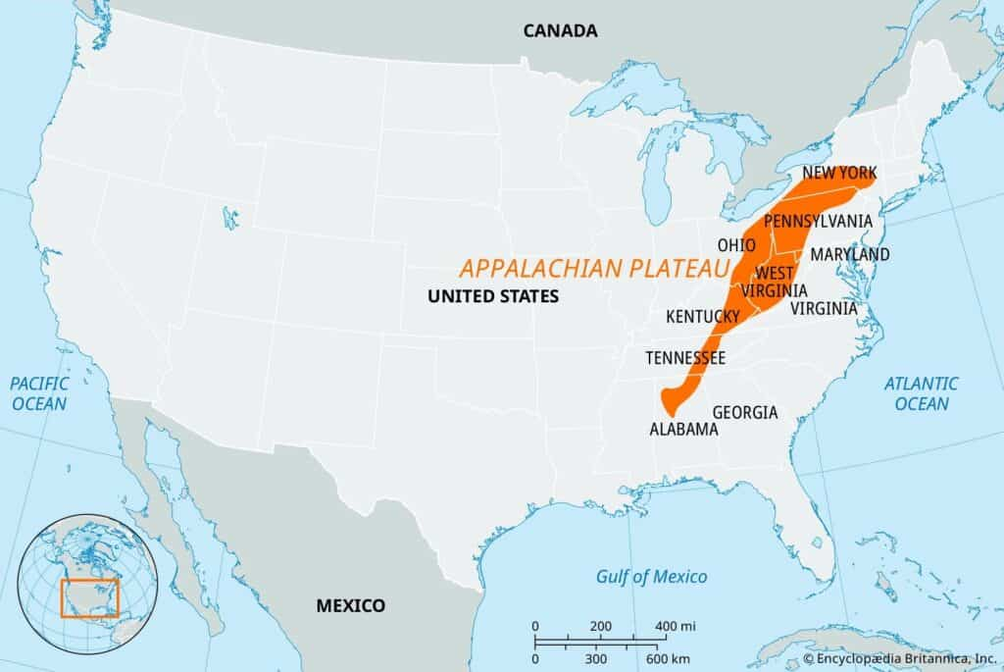 CANADA
NEW YORK
PENNSYLVANIA
OHIO
MARYLAND
APPALACHIAN PLATEAU
WEST
VIRGINIA
UNITED STATES
VIRGINIA
KENTUCKY
TENNESSEE
PACIFIC
OCEAN
ATLANTIC
OCEAN
GEORGIA
ALABAMA
Gulf of Mexico
MEXICO
0 200 400 mi
0 300 600 km
© Encyclopædia Britannica, Inc.